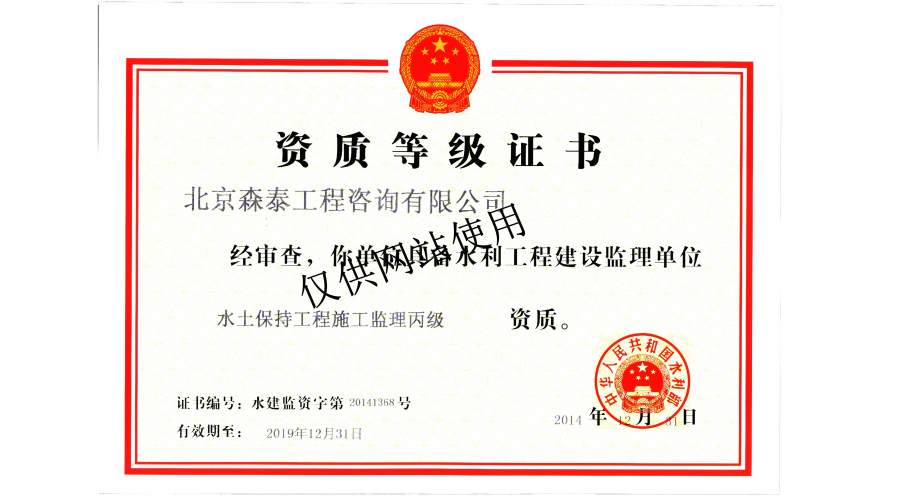 资质等级证书
北京森泰工程咨询有限公司
经审查，你单位具备水利工程建设监理单位
仅供网站使用
水土保持工程施工监理丙级 资质。
中华人民共和国水利部
证书编号：水建监资字第 20141368 号
2014 年 12 月 31 日
有效期至： 2019年12月31日